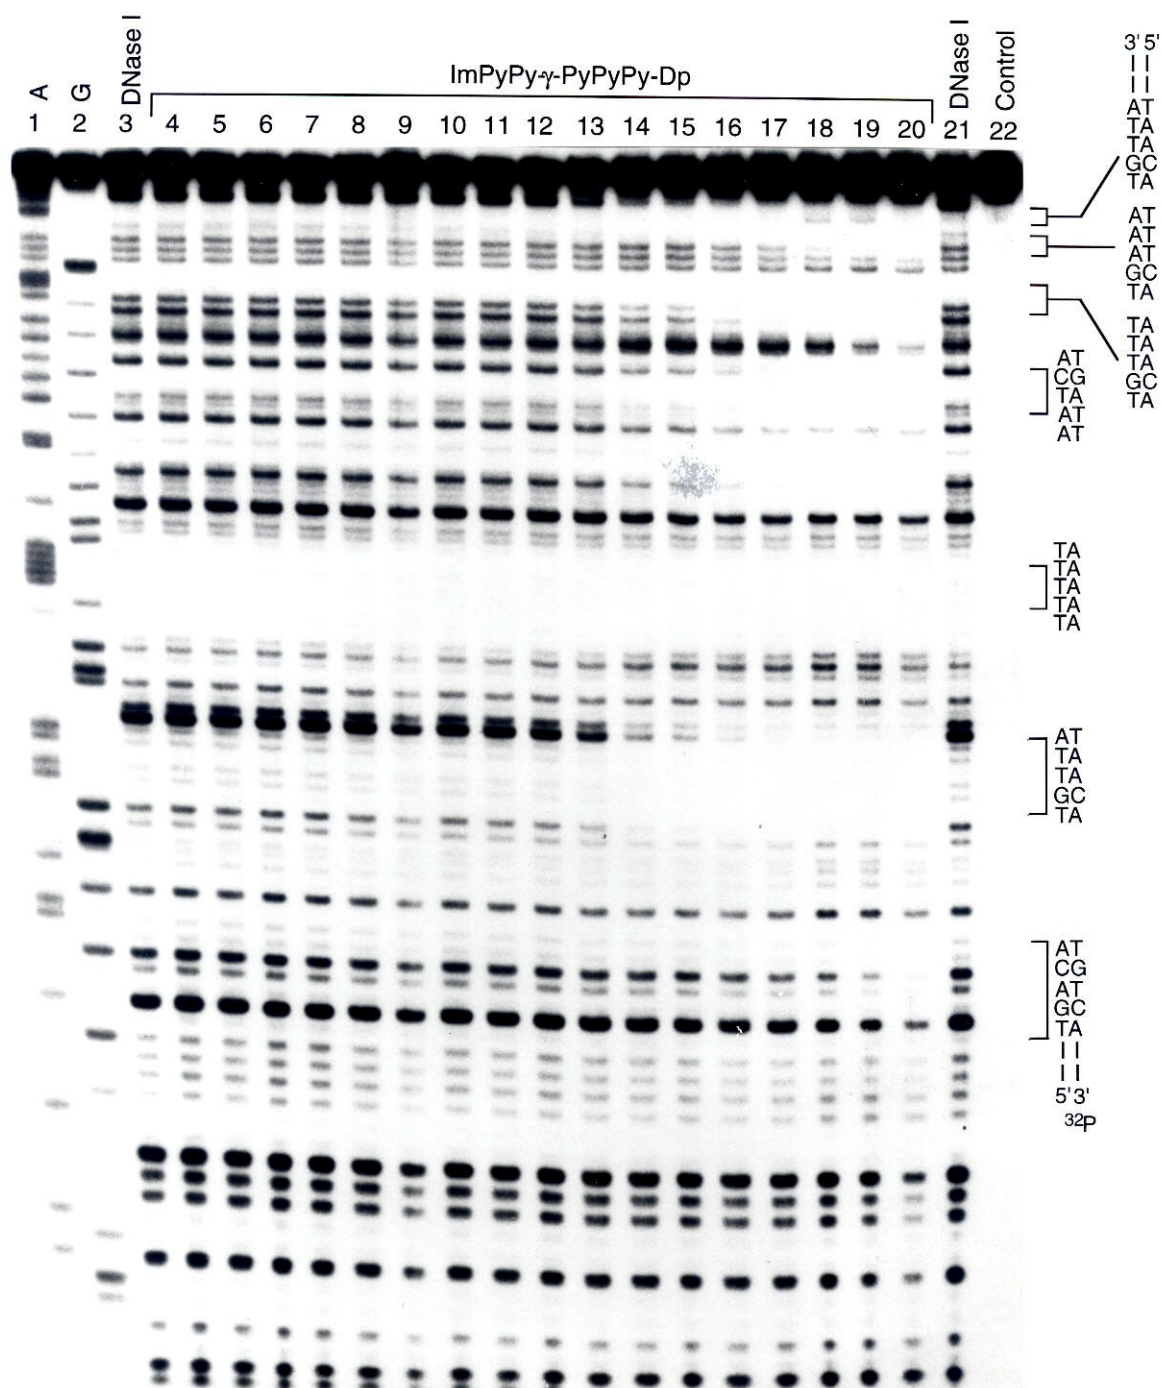 A
G
DNase I
ImPyPy-γ-PyPyPy-Dp
DNase I
Control
1 2 3 4 5 6 7 8 9 10 11 12 13 14 15 16 17 18 19 20 21 22
3' 5'
AT
TA
TA
GC
TA
AT
AT
AT
GC
TA
TA
TA
TA
GC
TA
AT
CG
TA
AT
AT
TA
TA
TA
TA
TA
AT
TA
TA
GC
TA
AT
CG
AT
GC
TA
5' 3'
32P